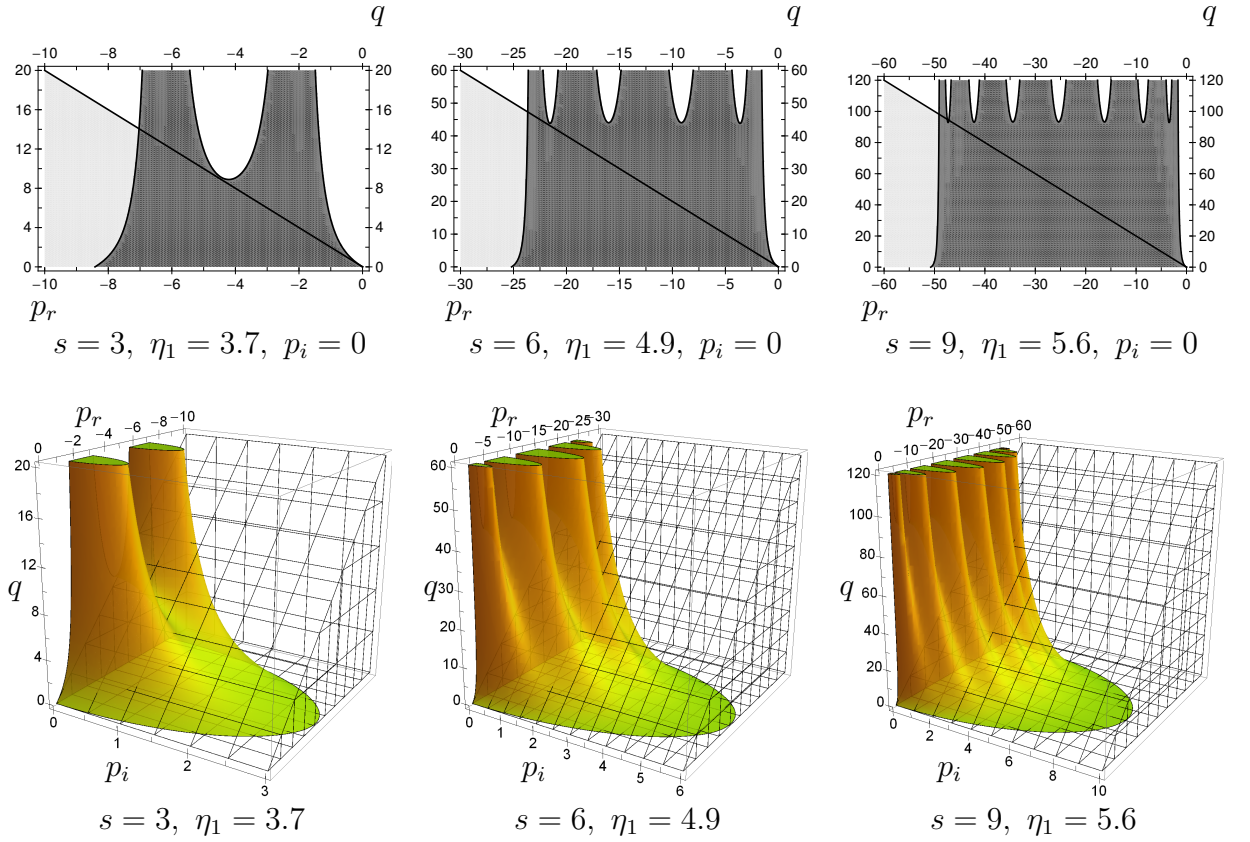 q q q
−10 −8 −6 −4 −2 0
20 16 12 8 4 0
20 16 12 8 4 0
−10 −8 −6 −4 −2 0
p_r
s = 3, η_1 = 3.7, p_i = 0
−30 −25 −20 −15 −10 −5 0
60 50 40 30 20 10 0
60 50 40 30 20 10 0
−30 −25 −20 −15 −10 −5 0
p_r
s = 6, η_1 = 4.9, p_i = 0
−60 −50 −40 −30 −20 −10 0
120 100 80 60 40 20 0
120 100 80 60 40 20 0
−60 −50 −40 −30 −20 −10 0
p_r
s = 9, η_1 = 5.6, p_i = 0
p_r
0 −2 −4 −6 −8 −10
20 16 12 8 4 0
q
0 1 2 3
p_i
s = 3, η_1 = 3.7
p_r
0 −5 −10 −15 −20 −25 −30
60 50 40 30 20 10 0
q
0 1 2 3 4 5 6
p_i
s = 6, η_1 = 4.9
p_r
0 −10 −20 −30 −40 −50 −60
120 100 80 60 40 20 0
q
0 2 4 6 8 10
p_i
s = 9, η_1 = 5.6